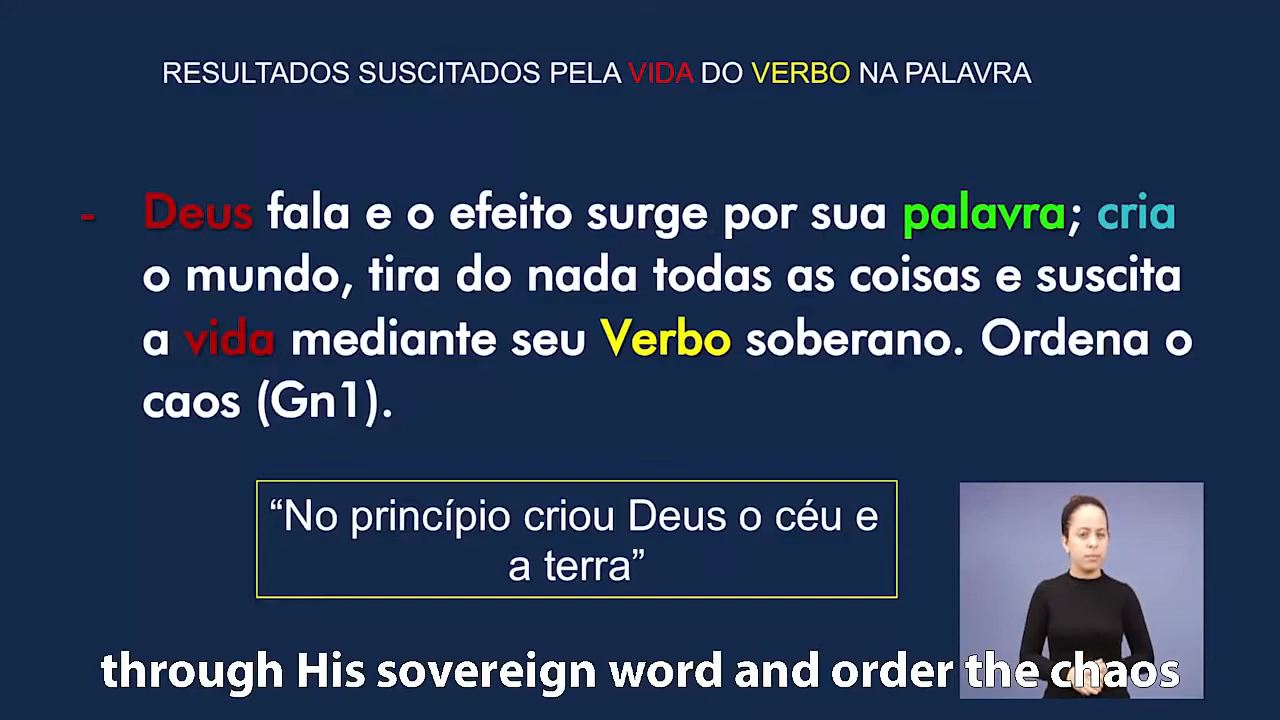 RESULTADOS SUSCITADOS PELA VIDA DO VERBO NA PALAVRA
- Deus fala e o efeito surge por sua palavra; cria
o mundo, tira do nada todas as coisas e suscita
a vida mediante seu Verbo soberano. Ordena o
caos (Gn1).
“No princípio criou Deus o céu e
a terra”
through His sovereign word and order the chaos